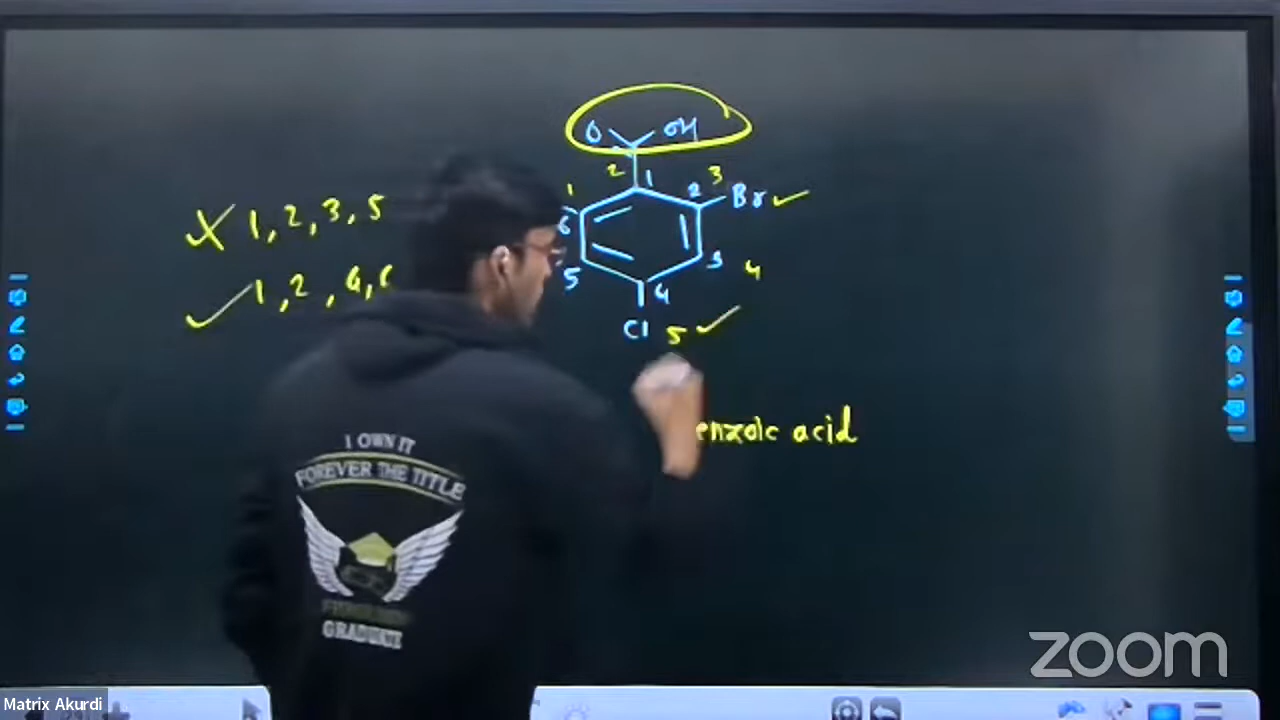 O OH
2 1
1 2 3
Br
6
5 3 4
4
Cl 5
1, 2, 3, 5
1, 2, 4,
enzoic acid
I OWN IT
FOREVER THE TITLE
GRADUATE
zoom
Matrix Akurdi